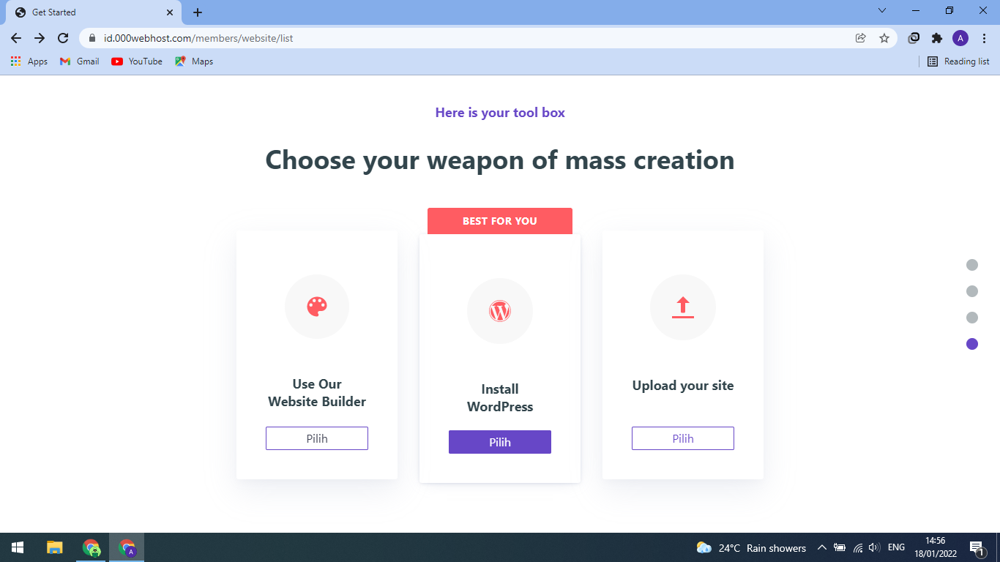 Get Started
id.000webhost.com/members/website/list
A
Apps Gmail YouTube Maps Reading list
Here is your tool box
Choose your weapon of mass creation
BEST FOR YOU
Use Our
Website Builder
Pilih
Install
WordPress
Pilih
Upload your site
Pilih
A
24°C Rain showers
ENG
14:56
18/01/2022
1